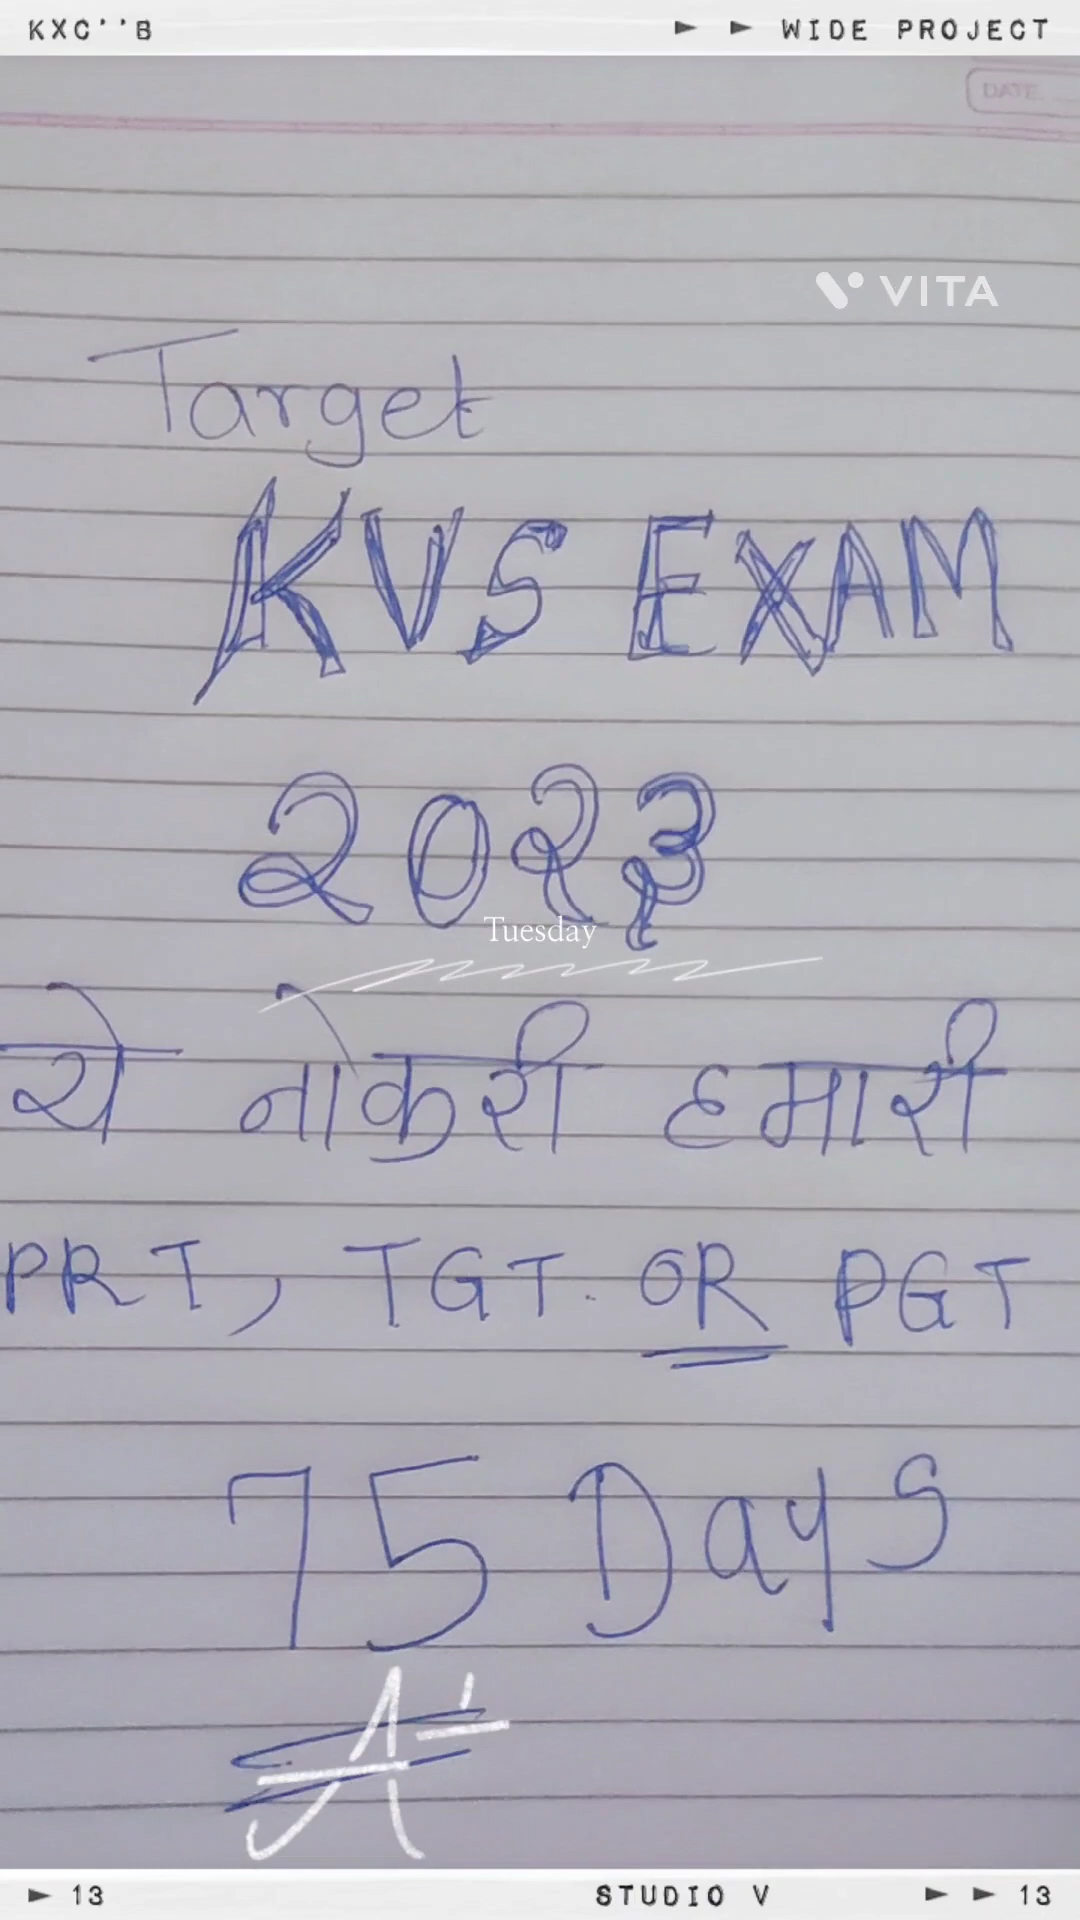 KXC''B ► ► WIDE PROJECT
DATE.
VITA
Target
KVS EXAM
२०२३
Tuesday
ये नोकरी हमारी
PRT, TGT. OR PGT
75 Days
► 13 STUDIO V ► ► 13